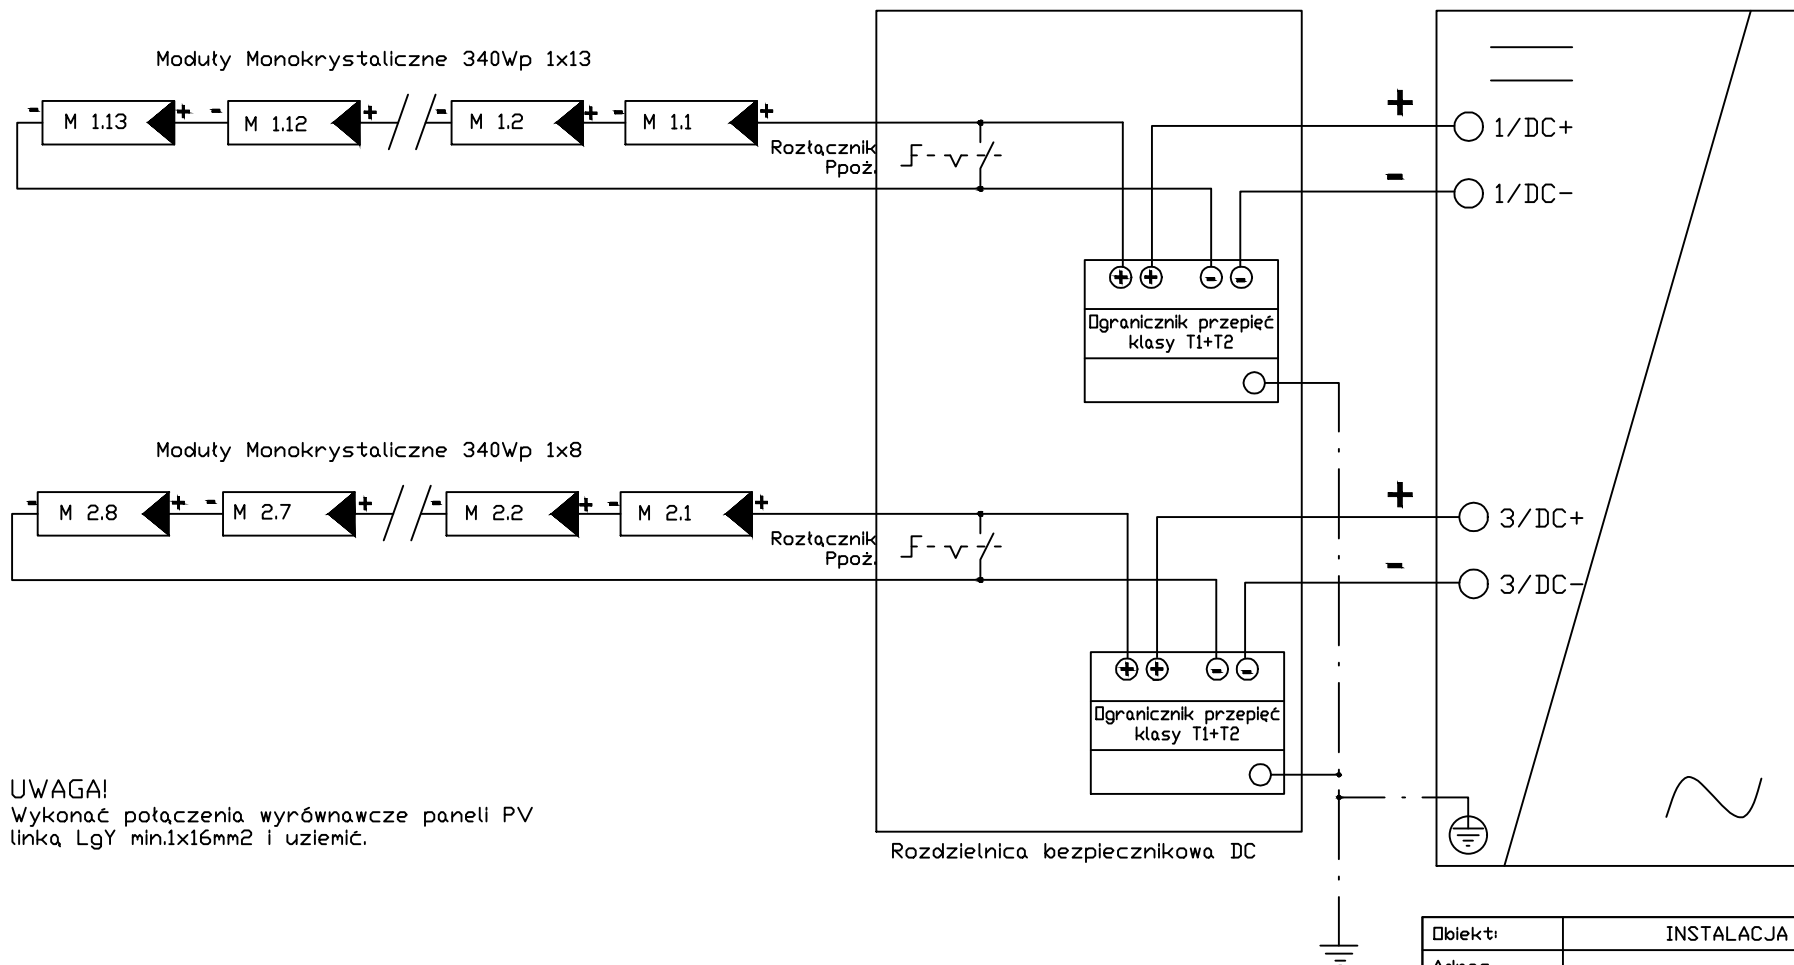 Moduły Monokrystaliczne 340Wp 1x13
- M 1.13 + - M 1.12 + - M 1.2 + - M 1.1 +
Rozłącznik
Ppoż.
+
1/DC+
-
1/DC-
+ + - -
Ogranicznik przepięć
klasy T1+T2
Moduły Monokrystaliczne 340Wp 1x8
- M 2.8 + - M 2.7 + - M 2.2 + - M 2.1 +
Rozłącznik
Ppoż.
+
3/DC+
-
3/DC-
+ + - -
Ogranicznik przepięć
klasy T1+T2
UWAGA!
Wykonać połączenia wyrównawcze paneli PV
linką LgY min.1x16mm2 i uziemić.
Rozdzielnica bezpiecznikowa DC
Obiekt: INSTALACJA